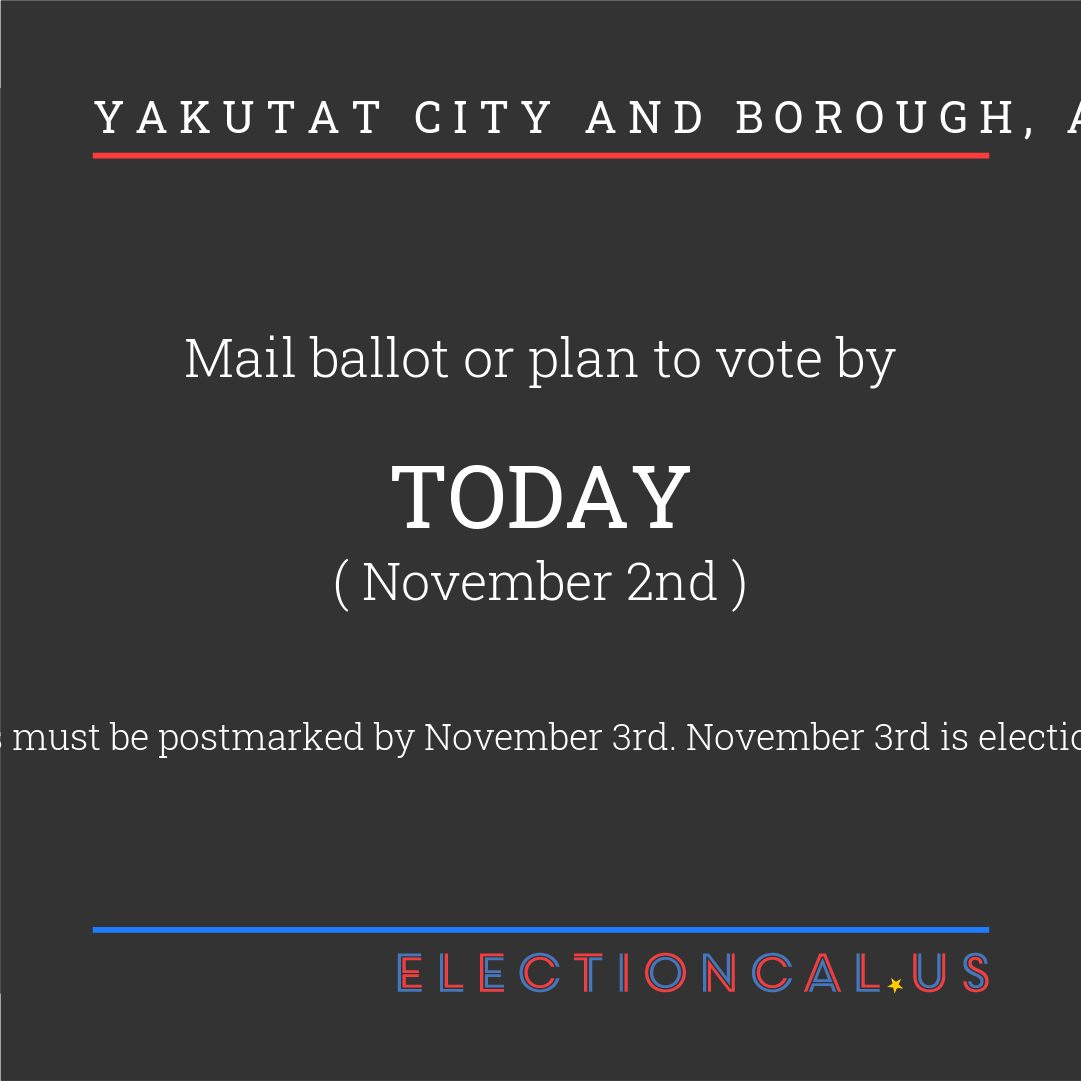 YAKUTAT CITY AND BOROUGH,
Mail ballot or plan to vote by
TODAY
( November 2nd )
must be postmarked by November 3rd. November 3rd is
ELECTIONCAL.US